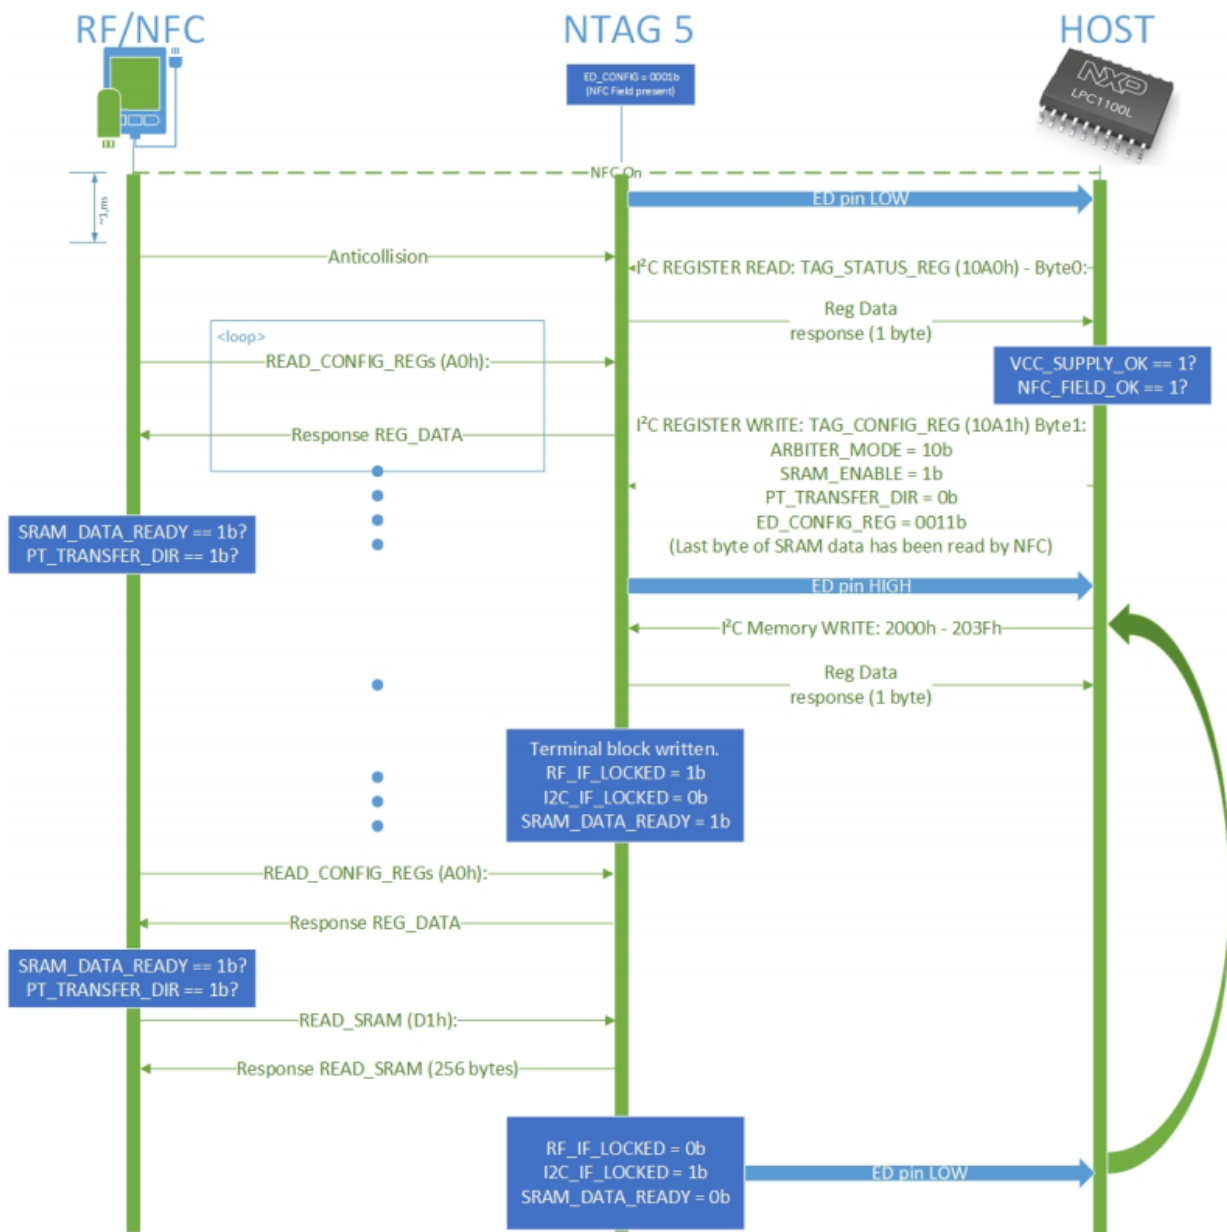 RF/NFC
NTAG 5
HOST
ED_CONFIG = 0001b
(NFC Field present)
NXP
LPC1100L
NFC On
~1,ms
ED pin LOW
Anticollision
I²C REGISTER READ: TAG_STATUS_REG (10A0h) - Byte0:
Reg Data
response (1 byte)
<loop>
READ_CONFIG_REGs (A0h):
VCC_SUPPLY_OK == 1?
NFC_FIELD_OK == 1?
Response REG_DATA
I²C REGISTER WRITE: TAG_CONFIG_REG (10A1h) Byte1:
ARBITER_MODE = 10b
SRAM_ENABLE = 1b
PT_TRANSFER_DIR = 0b
ED_CONFIG_REG = 0011b
(Last byte of SRAM data has been read by NFC)
SRAM_DATA_READY == 1b?
PT_TRANSFER_DIR == 1b?
ED pin HIGH
I²C Memory WRITE: 2000h - 203Fh
Reg Data
response (1 byte)
Terminal block written.
RF_IF_LOCKED = 1b
I2C_IF_LOCKED = 0b
SRAM_DATA_READY = 1b
READ_CONFIG_REGs (A0h):
Response REG_DATA
SRAM_DATA_READY == 1b?
PT_TRANSFER_DIR == 1b?
READ_SRAM (D1h):
Response READ_SRAM (256 bytes)
RF_IF_LOCKED = 0b
I2C_IF_LOCKED = 1b
SRAM_DATA_READY = 0b
ED pin LOW